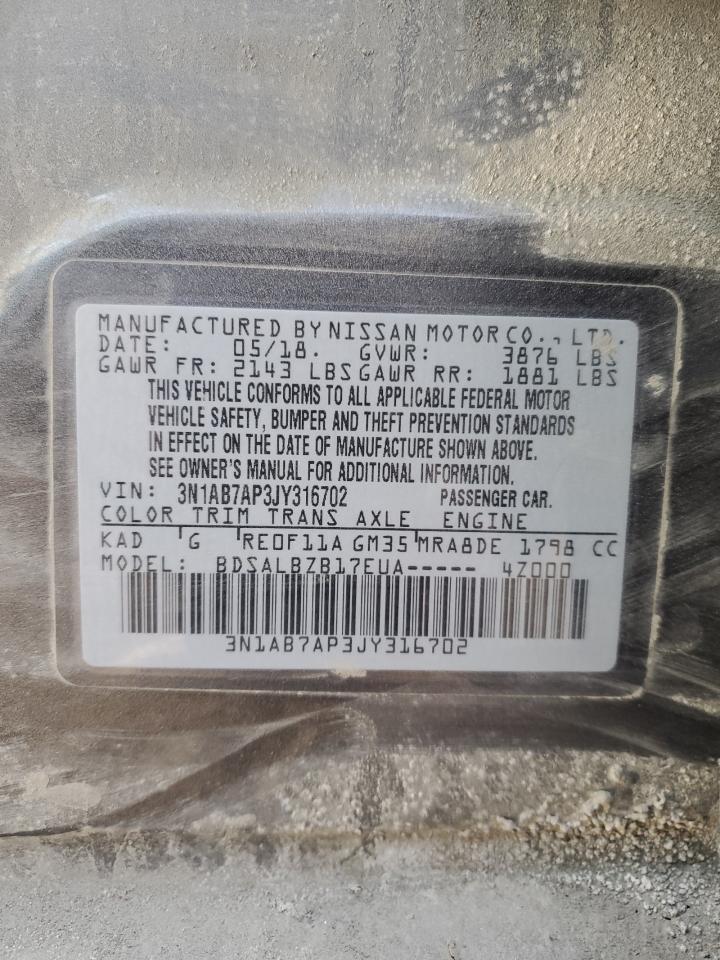 MANUFACTURED BY NISSAN MOTOR CO., LTD.
DATE: 05/18. GVWR: 3876 LBS
GAWR FR: 2143 LBS GAWR RR: 1881 LBS
THIS VEHICLE CONFORMS TO ALL APPLICABLE FEDERAL MOTOR
VEHICLE SAFETY, BUMPER AND THEFT PREVENTION STANDARDS
IN EFFECT ON THE DATE OF MANUFACTURE SHOWN ABOVE.
SEE OWNER'S MANUAL FOR ADDITIONAL INFORMATION.
VIN: 3N1AB7AP3JY316702 PASSENGER CAR.
COLOR TRIM TRANS AXLE ENGINE
KAD G RE0F11A GM35 MRA8DE 1798 CC
MODEL: BDSALBZB17EUA----- 4Z000
3N1AB7AP3JY316702